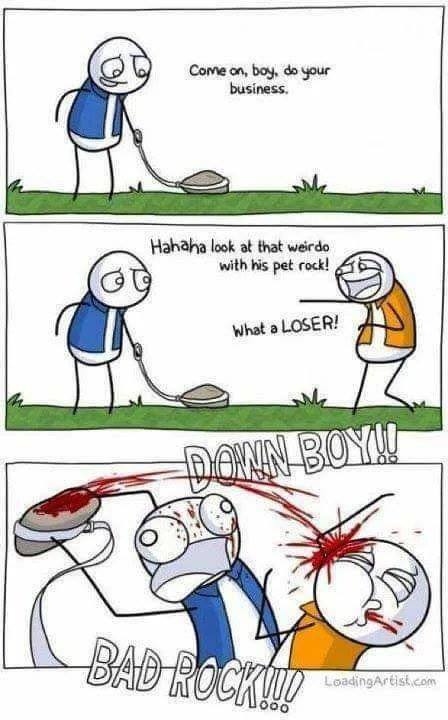 Come on, boy, do your
business.
Hahaha look at that weirdo
with his pet rock!
What a LOSER!
DOWN BOY!!
BAD ROCK!!!
LoadingArtist.com